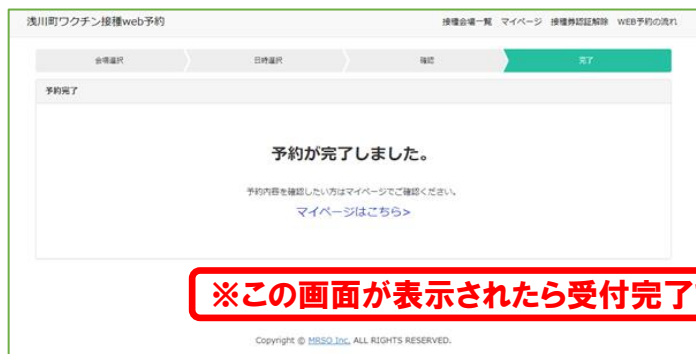 浅川町ワクチン接種web予約
接種会場一覧 マイページ 接種券認証解除 WEB予約の流れ
会場選択 日時選択 確認 完了
予約完了
予約が完了しました。
予約内容を確認したい方はマイページでご確認ください。
マイページはこちら>
※この画面が表示されたら受付完了
Copyright © MRSO Inc. ALL RIGHTS RESERVED.